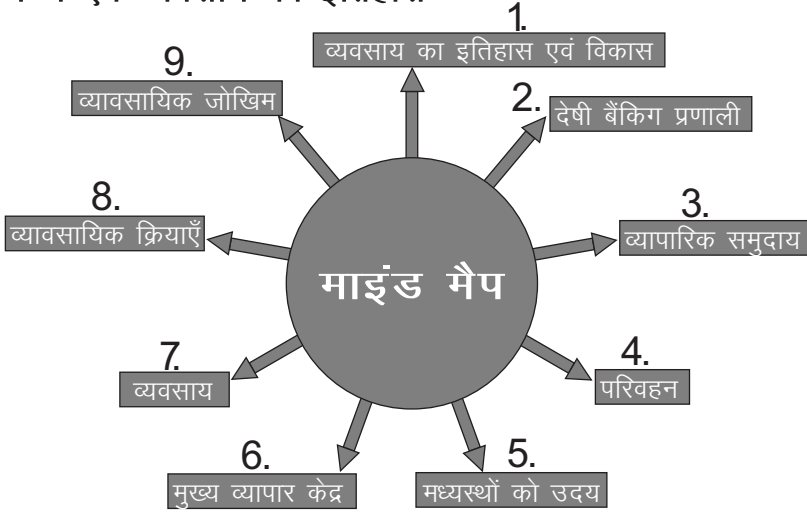 1.
व्यवसाय का इतिहास एवं विकास
2.
देषी बैंकिग प्रणाली
3.
व्यापारिक समुदाय
4.
परिवहन
5.
मध्यस्थों को उदय
6.
मुख्य व्यापार केद्र
7.
व्यवसाय
8.
व्यावसायिक क्रियाएँ
9.
व्यावसायिक जोखिम
माइंड मैप